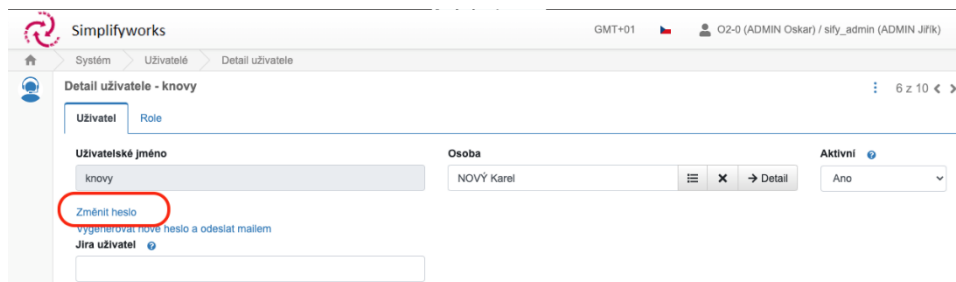 Simplifyworks
GMT+01
O2-0 (ADMIN Oskar) / sify_admin (ADMIN Jiřík)
Systém
Uživatelé
Detail uživatele
Detail uživatele - knovy
6 z 10
Uživatel
Role
Uživatelské jméno
Osoba
Aktivní
knovy
NOVÝ Karel
Detail
Ano
Změnit heslo
Vygenerovat nové heslo a odeslat mailem
Jira uživatel